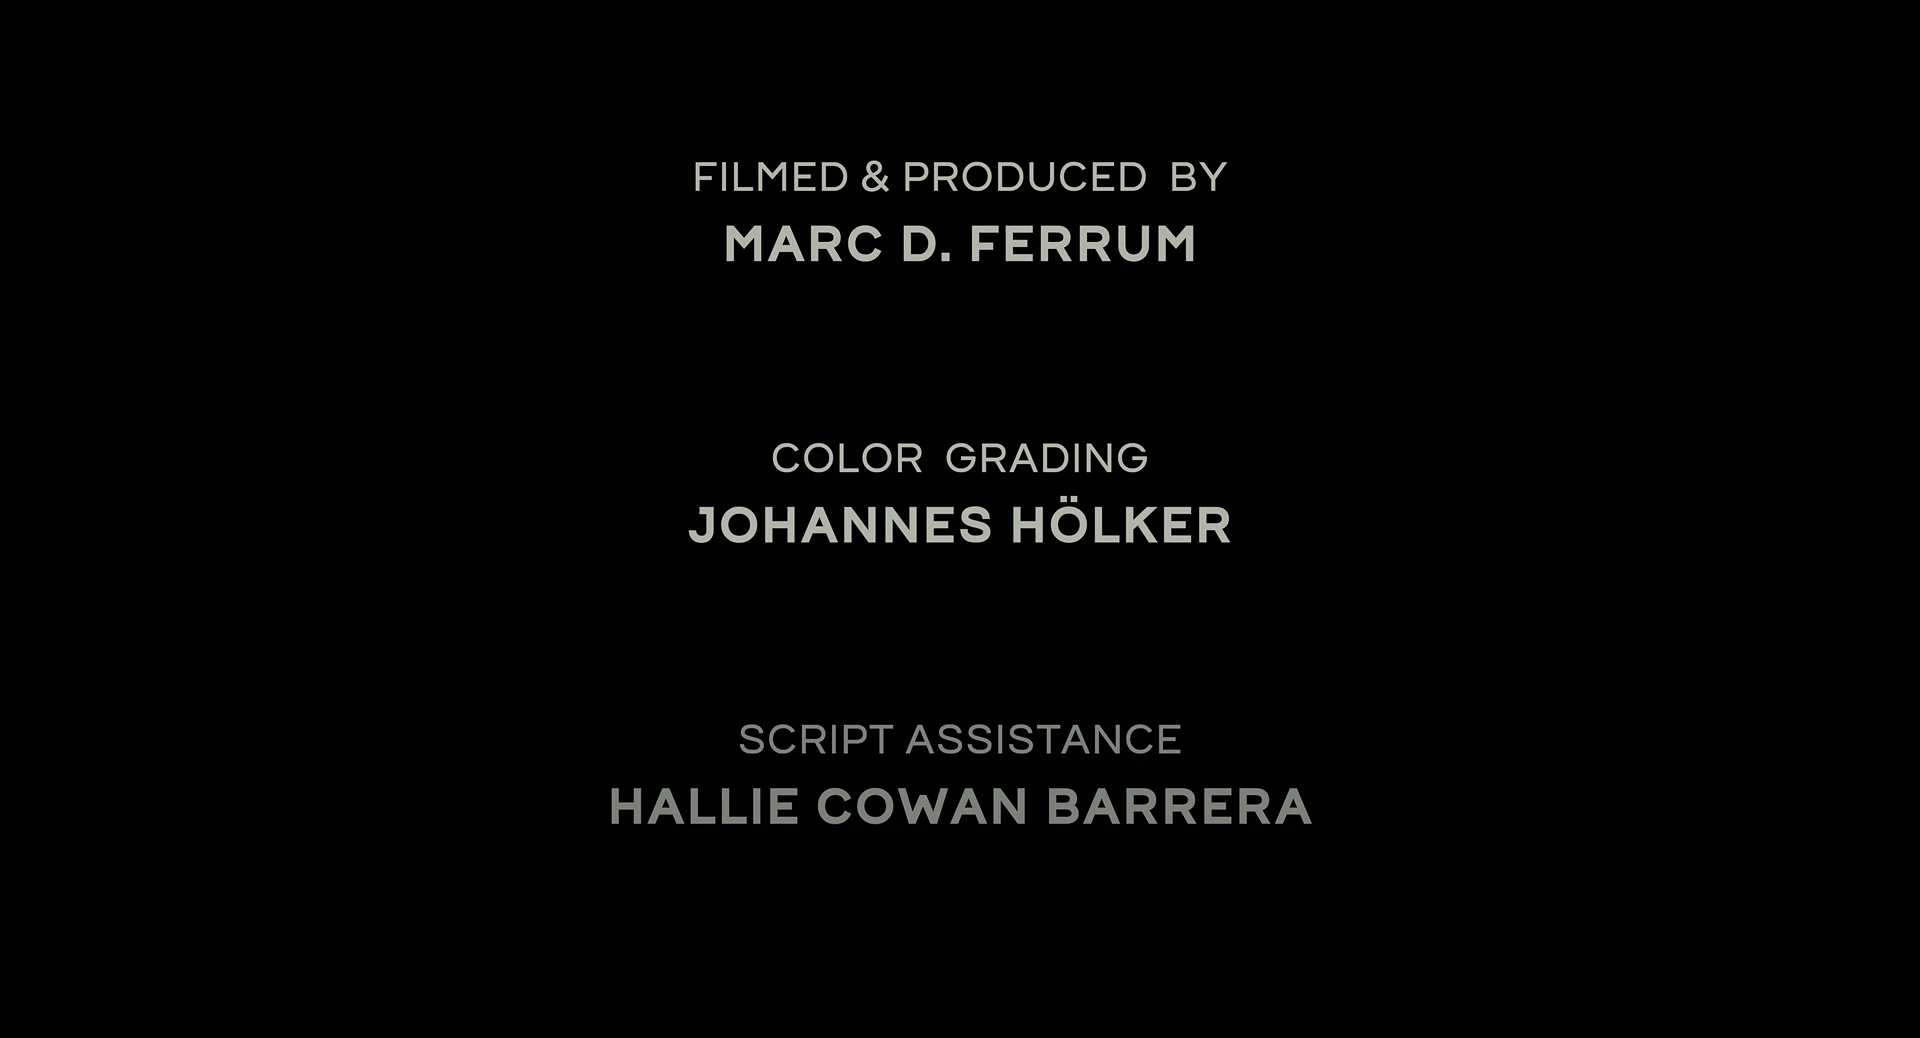 FILMED & PRODUCED BY
MARC D. FERRUM
COLOR GRADING
JOHANNES HÖLKER
SCRIPT ASSISTANCE
HALLIE COWAN BARRERA